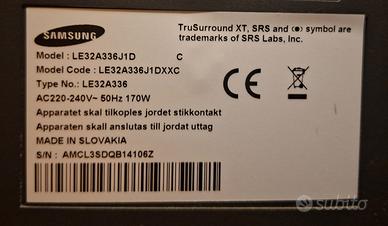 SAMSUNG
TruSurround XT, SRS and (●) symbol are
trademarks of SRS Labs, Inc.
Model : LE32A336J1D C
Model Code : LE32A336J1DXXC
Type No. : LE32A336
AC220-240V~ 50Hz 170W
Apparatet skal tilkoples jordet stikkontakt
Apparaten skall anslutas till jordat uttag
MADE IN SLOVAKIA
S/N : AMCL3SDQB14106Z
CE
subito